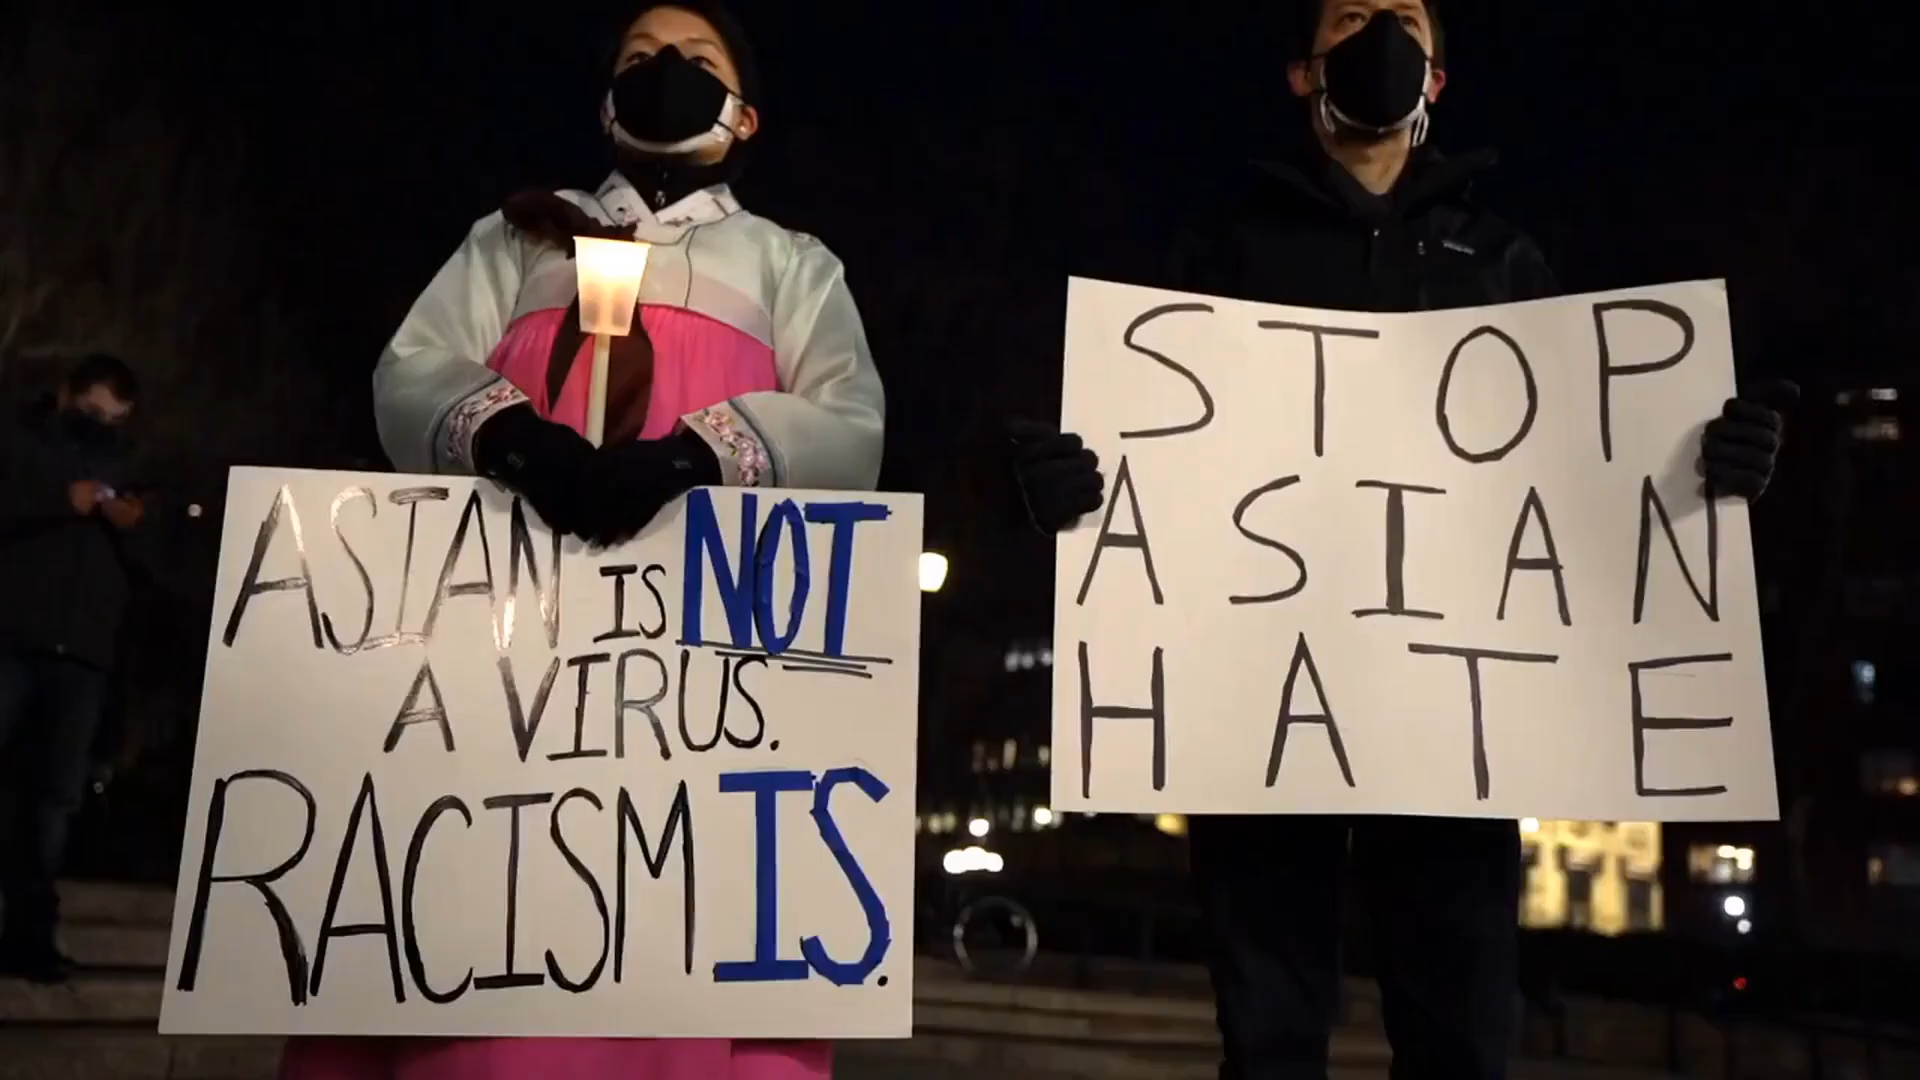 ASIAN IS NOT
A VIRUS.
RACISM IS.
STOP
ASIAN
HATE